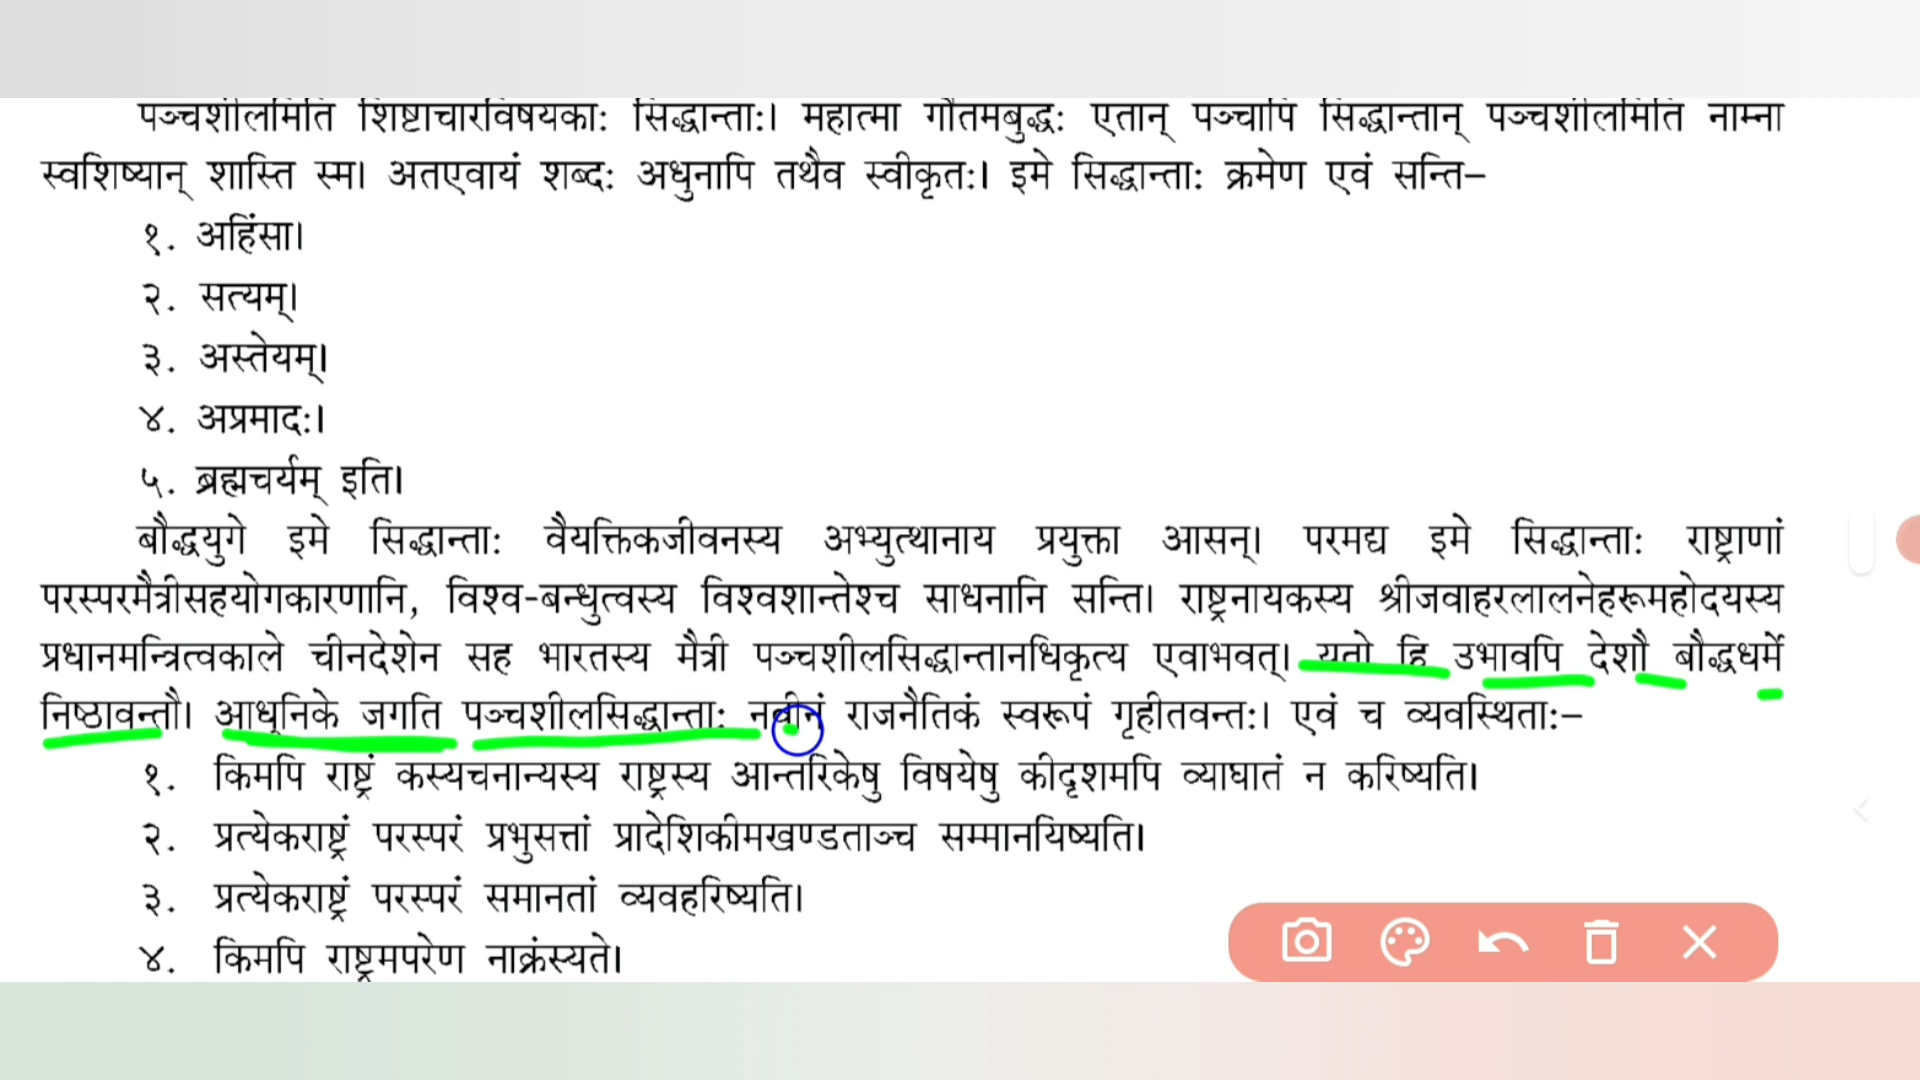 पञ्चशीलमिति शिष्टाचारविषयकाः सिद्धान्ताः। महात्मा गौतमबुद्धः एतान् पञ्चापि सिद्धान्तान् पञ्चशीलमिति नाम्ना
स्वशिष्यान् शास्ति स्म। अतएवायं शब्दः अधुनापि तथैव स्वीकृतः। इमे सिद्धान्ताः क्रमेण एवं सन्ति–
१. अहिंसा।
२. सत्यम्।
३. अस्तेयम्।
४. अप्रमादः।
५. ब्रह्मचर्यम् इति।
बौद्धयुगे इमे सिद्धान्ताः वैयक्तिकजीवनस्य अभ्युत्थानाय प्रयुक्ता आसन्। परमद्य इमे सिद्धान्ताः राष्ट्राणां
परस्परमैत्रीसहयोगकारणानि, विश्व-बन्धुत्वस्य विश्वशान्तेश्च साधनानि सन्ति। राष्ट्रनायकस्य श्रीजवाहरलालनेहरूमहोदयस्य
प्रधानमन्त्रित्वकाले चीनदेशेन सह भारतस्य मैत्री पञ्चशीलसिद्धान्तानधिकृत्य एवाभवत्। यतो हि उभावपि देशौ बौद्धधर्मे
निष्ठावन्तौ। आधुनिके जगति पञ्चशीलसिद्धान्ताः नवीनं राजनैतिकं स्वरूपं गृहीतवन्तः। एवं च व्यवस्थिताः–
१. किमपि राष्ट्रं कस्यचनान्यस्य राष्ट्रस्य आन्तरिकेषु विषयेषु कीदृशमपि व्याघातं न करिष्यति।
२. प्रत्येकराष्ट्रं परस्परं प्रभुसत्तां प्रादेशिकीमखण्डताञ्च सम्मानयिष्यति।
३. प्रत्येकराष्ट्रं परस्परं समानतां व्यवहरिष्यति।
४. किमपि राष्ट्रमपरेण नाक्रंस्यते।